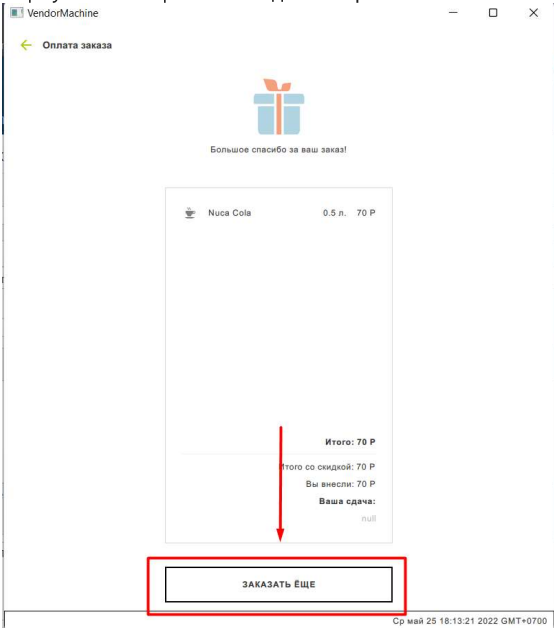 VendorMachine
Оплата заказа
Большое спасибо за ваш заказ!
Nuca Cola 0.5 л. 70 Р
Итого: 70 Р
Итого со скидкой: 70 Р
Вы внесли: 70 Р
Ваша сдача:
null
ЗАКАЗАТЬ ЁЩЕ
Ср май 25 18:13:21 2022 GMT+0700